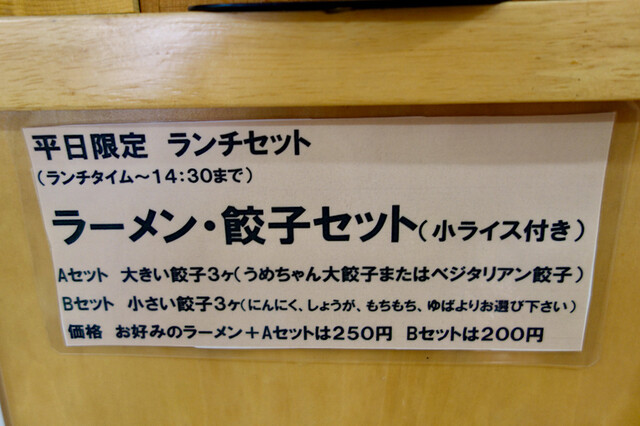 平日限定 ランチセット
(ランチタイム～14:30まで)
ラーメン・餃子セット(小ライス付き)
Aセット 大きい餃子3ヶ(うめちゃん大餃子またはベジタリアン餃子)
Bセット 小さい餃子3ヶ(にんにく、しょうが、もちもち、ゆばよりお選び下さい)
価格 お好みのラーメン＋Aセットは250円 Bセットは200円